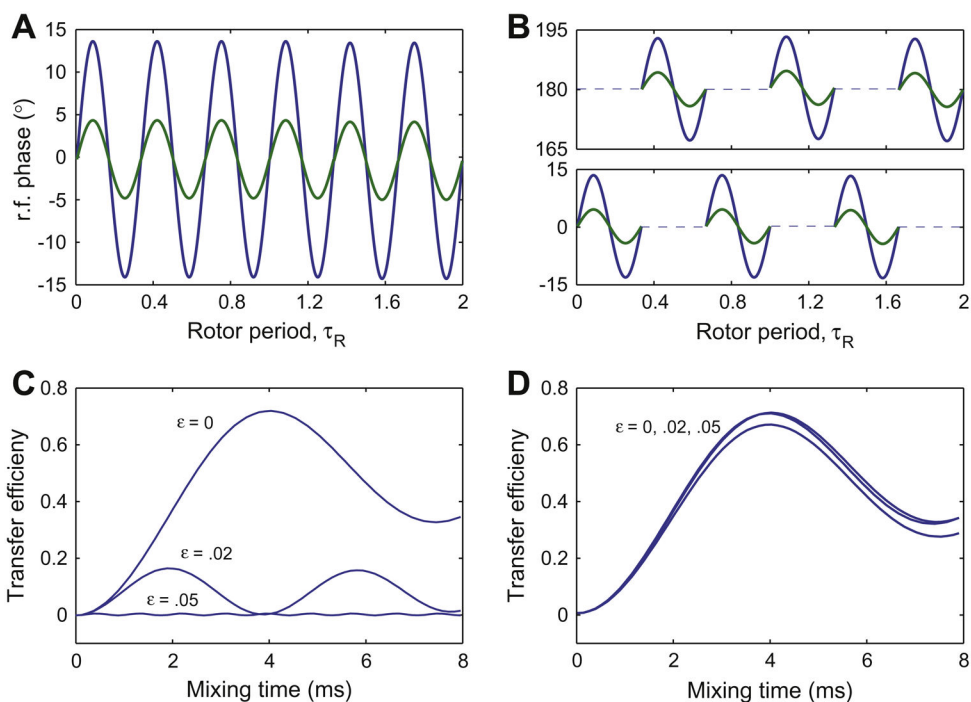 A
15
10
5
0
-5
-10
-15
r.f. phase (°)
0 0.4 0.8 1.2 1.6 2
Rotor period, τR
B
195
180
165
15
0
-15
0 0.4 0.8 1.2 1.6 2
Rotor period, τR
C
0.8
0.6
0.4
0.2
0
Transfer efficieny
ε = 0
ε = .02
ε = .05
0 2 4 6 8
Mixing time (ms)
D
0.8
0.6
0.4
0.2
0
Transfer efficieny
ε = 0, .02, .05
0 2 4 6 8
Mixing time (ms)